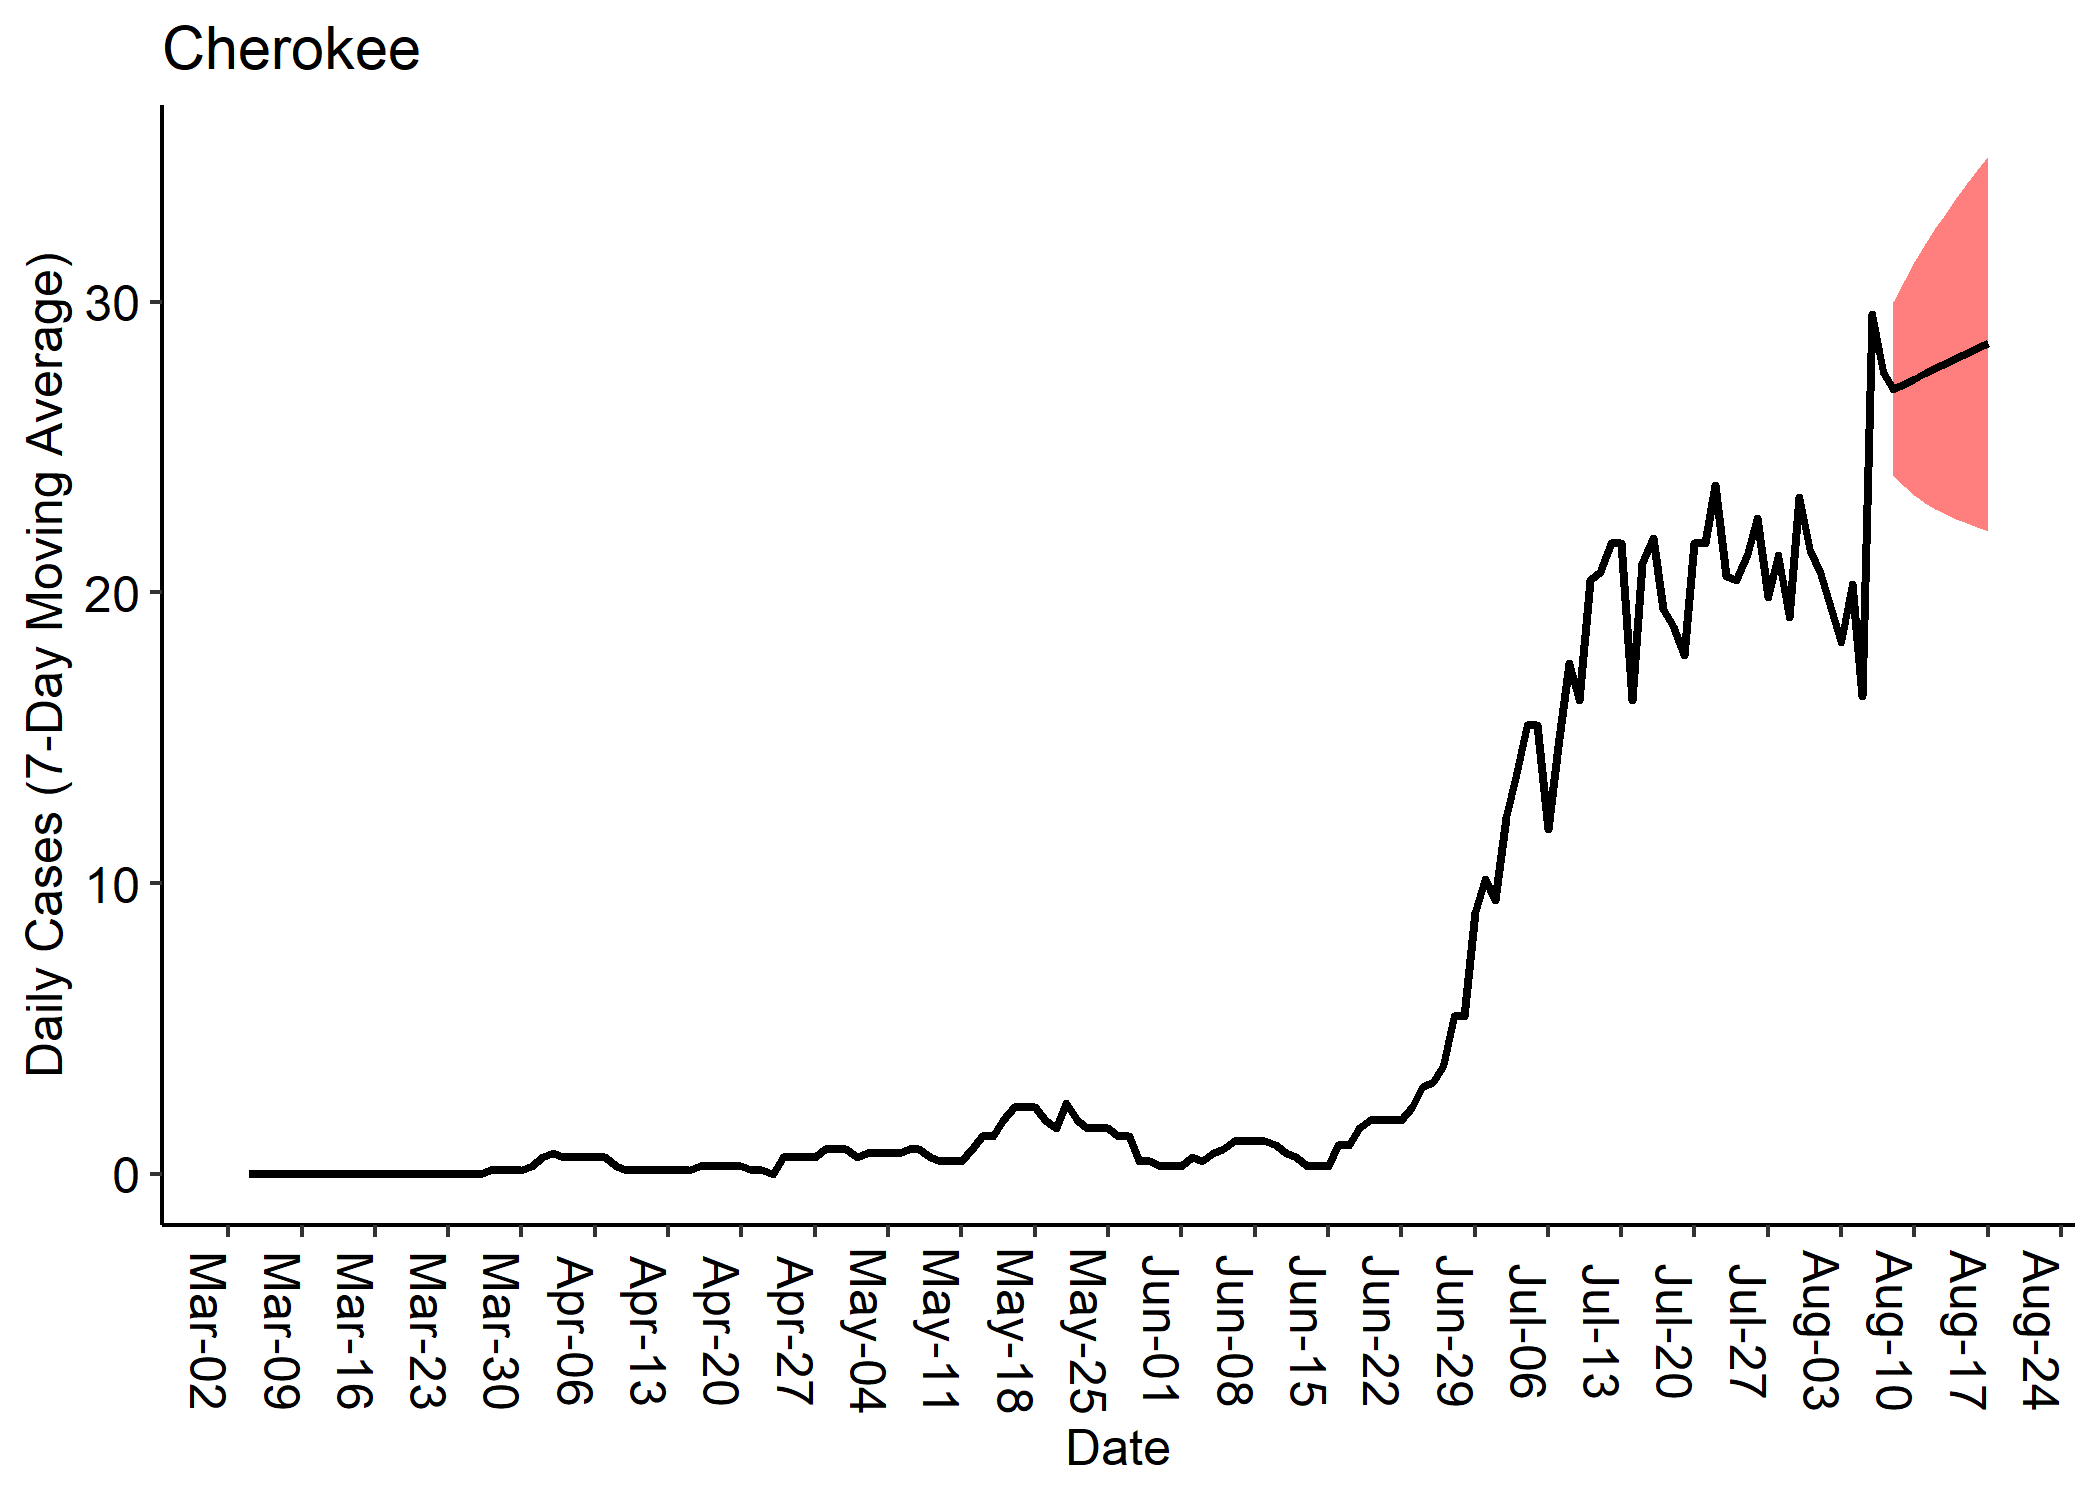 Cherokee
Daily Cases (7-Day Moving Average)
30
20
10
0
Mar-02
Mar-09
Mar-16
Mar-23
Mar-30
Apr-06
Apr-13
Apr-20
Apr-27
May-04
May-11
May-18
May-25
Jun-01
Jun-08
Jun-15
Jun-22
Jun-29
Jul-06
Jul-13
Jul-20
Jul-27
Aug-03
Aug-10
Aug-17
Aug-24
Date